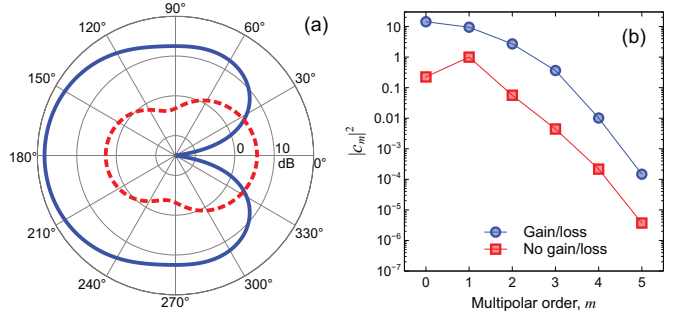 (a)
90°
120°
60°
150°
30°
180°
0
10
dB
0°
210°
330°
240°
300°
270°
(b)
10
1
0.1
0.01
10⁻³
10⁻⁴
10⁻⁵
10⁻⁶
10⁻⁷
|cₘ|²
Gain/loss
No gain/loss
0 1 2 3 4 5
Multipolar order, m